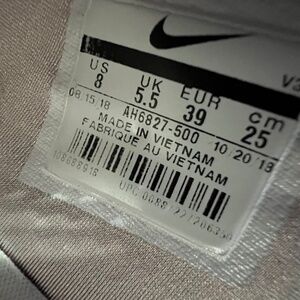 US UK EUR cm
8 5.5 39 25
08.15.18 AH6827-500 10/20/18
MADE IN VIETNAM
FABRIQUE AU VIETNAM